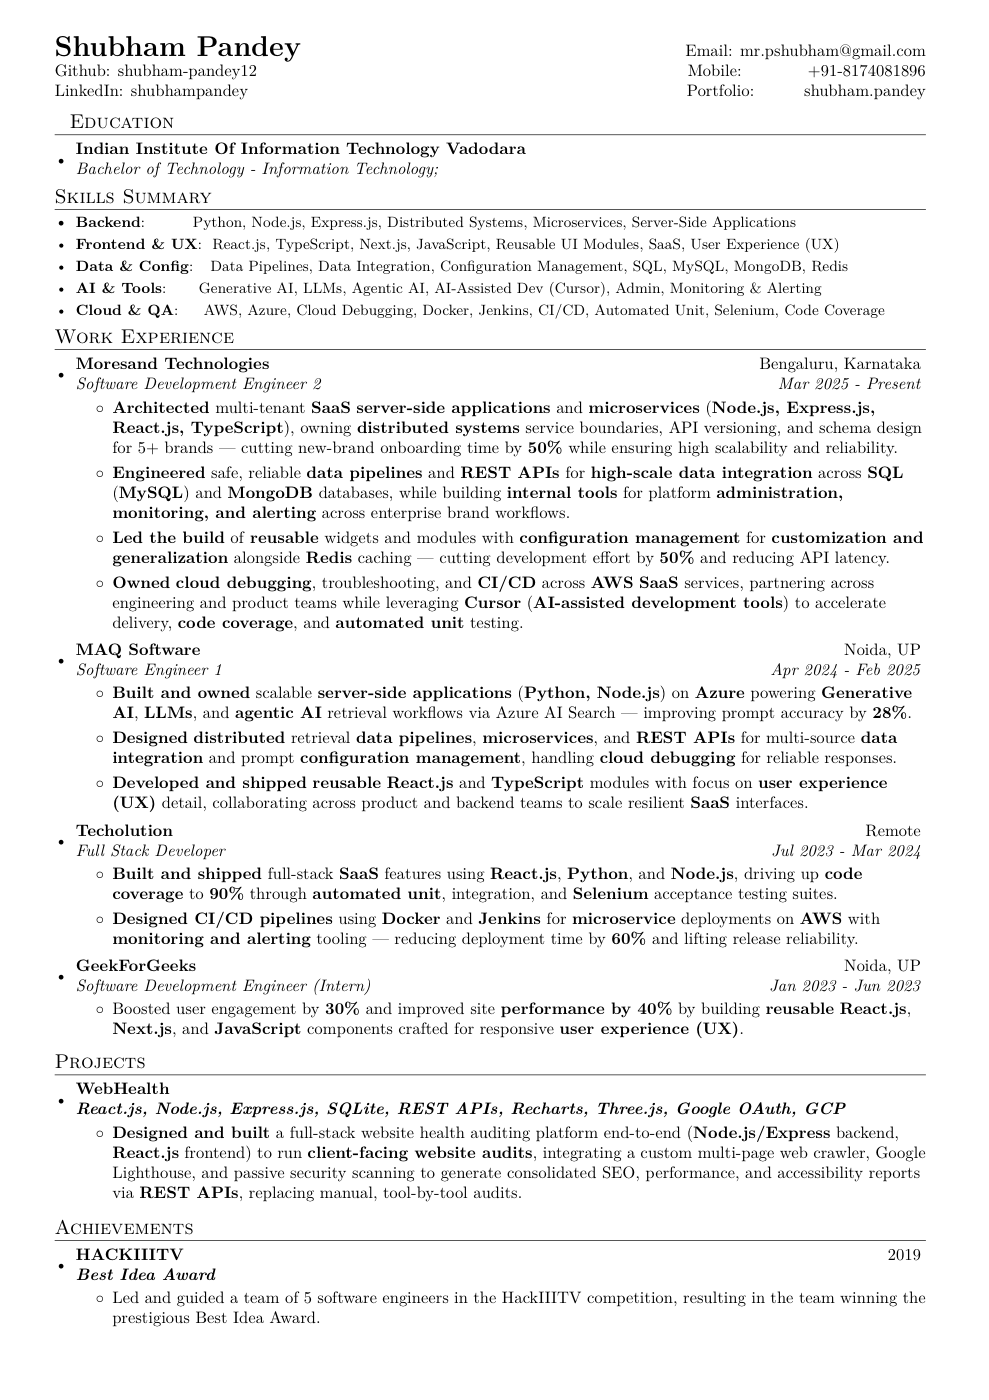 Shubham Pandey
Github: shubham-pandey12
LinkedIn: shubhampandey
Email: mr.pshubham@gmail.com
Mobile: +91-8174081896
Portfolio: shubham.pandey
Education
• Indian Institute Of Information Technology Vadodara
Bachelor of Technology - Information Technology;
Skills Summary
• Backend: Python, Node.js, Express.js, Distributed Systems, Microservices, Server-Side Applications
• Frontend & UX: React.js, TypeScript, Next.js, JavaScript, Reusable UI Modules, SaaS, User Experience (UX)
• Data & Config: Data Pipelines, Data Integration, Configuration Management, SQL, MySQL, MongoDB, Redis
• AI & Tools: Generative AI, LLMs, Agentic AI, AI-Assisted Dev (Cursor), Admin, Monitoring & Alerting
• Cloud & QA: AWS, Azure, Cloud Debugging, Docker, Jenkins, CI/CD, Automated Unit, Selenium, Code Coverage
Work Experience
• Moresand Technologies Bengaluru, Karnataka
Software Development Engineer 2 Mar 2025 - Present
◦ Architected multi-tenant SaaS server-side applications and microservices (Node.js, Express.js,
React.js, TypeScript), owning distributed systems service boundaries, API versioning, and schema design
for 5+ brands — cutting new-brand onboarding time by 50% while ensuring high scalability and reliability.
◦ Engineered safe, reliable data pipelines and REST APIs for high-scale data integration across SQL
(MySQL) and MongoDB databases, while building internal tools for platform administration,
monitoring, and alerting across enterprise brand workflows.
◦ Led the build of reusable widgets and modules with configuration management for customization and
generalization alongside Redis caching — cutting development effort by 50% and reducing API latency.
◦ Owned cloud debugging, troubleshooting, and CI/CD across AWS SaaS services, partnering across
engineering and product teams while leveraging Cursor (AI-assisted development tools) to accelerate
delivery, code coverage, and automated unit testing.
• MAQ Software Noida, UP
Software Engineer 1 Apr 2024 - Feb 2025
◦ Built and owned scalable server-side applications (Python, Node.js) on Azure powering Generative
AI, LLMs, and agentic AI retrieval workflows via Azure AI Search — improving prompt accuracy by 28%.
◦ Designed distributed retrieval data pipelines, microservices, and REST APIs for multi-source data
integration and prompt configuration management, handling cloud debugging for reliable responses.
◦ Developed and shipped reusable React.js and TypeScript modules with focus on user experience
(UX) detail, collaborating across product and backend teams to scale resilient SaaS interfaces.
• Techolution Remote
Full Stack Developer Jul 2023 - Mar 2024
◦ Built and shipped full-stack SaaS features using React.js, Python, and Node.js, driving up code
coverage to 90% through automated unit, integration, and Selenium acceptance testing suites.
◦ Designed CI/CD pipelines using Docker and Jenkins for microservice deployments on AWS with
monitoring and alerting tooling — reducing deployment time by 60% and lifting release reliability.
• GeekForGeeks Noida, UP
Software Development Engineer (Intern) Jan 2023 - Jun 2023
◦ Boosted user engagement by 30% and improved site performance by 40% by building reusable React.js,
Next.js, and JavaScript components crafted for responsive user experience (UX).
Projects
• WebHealth
React.js, Node.js, Express.js, SQLite, REST APIs, Recharts, Three.js, Google OAuth, GCP
◦ Designed and built a full-stack website health auditing platform end-to-end (Node.js/Express backend,
React.js frontend) to run client-facing website audits, integrating a custom multi-page web crawler, Google
Lighthouse, and passive security scanning to generate consolidated SEO, performance, and accessibility reports
via REST APIs, replacing manual, tool-by-tool audits.
Achievements
• HACKIIITV 2019
Best Idea Award
◦ Led and guided a team of 5 software engineers in the HackIIITV competition, resulting in the team winning the
prestigious Best Idea Award.